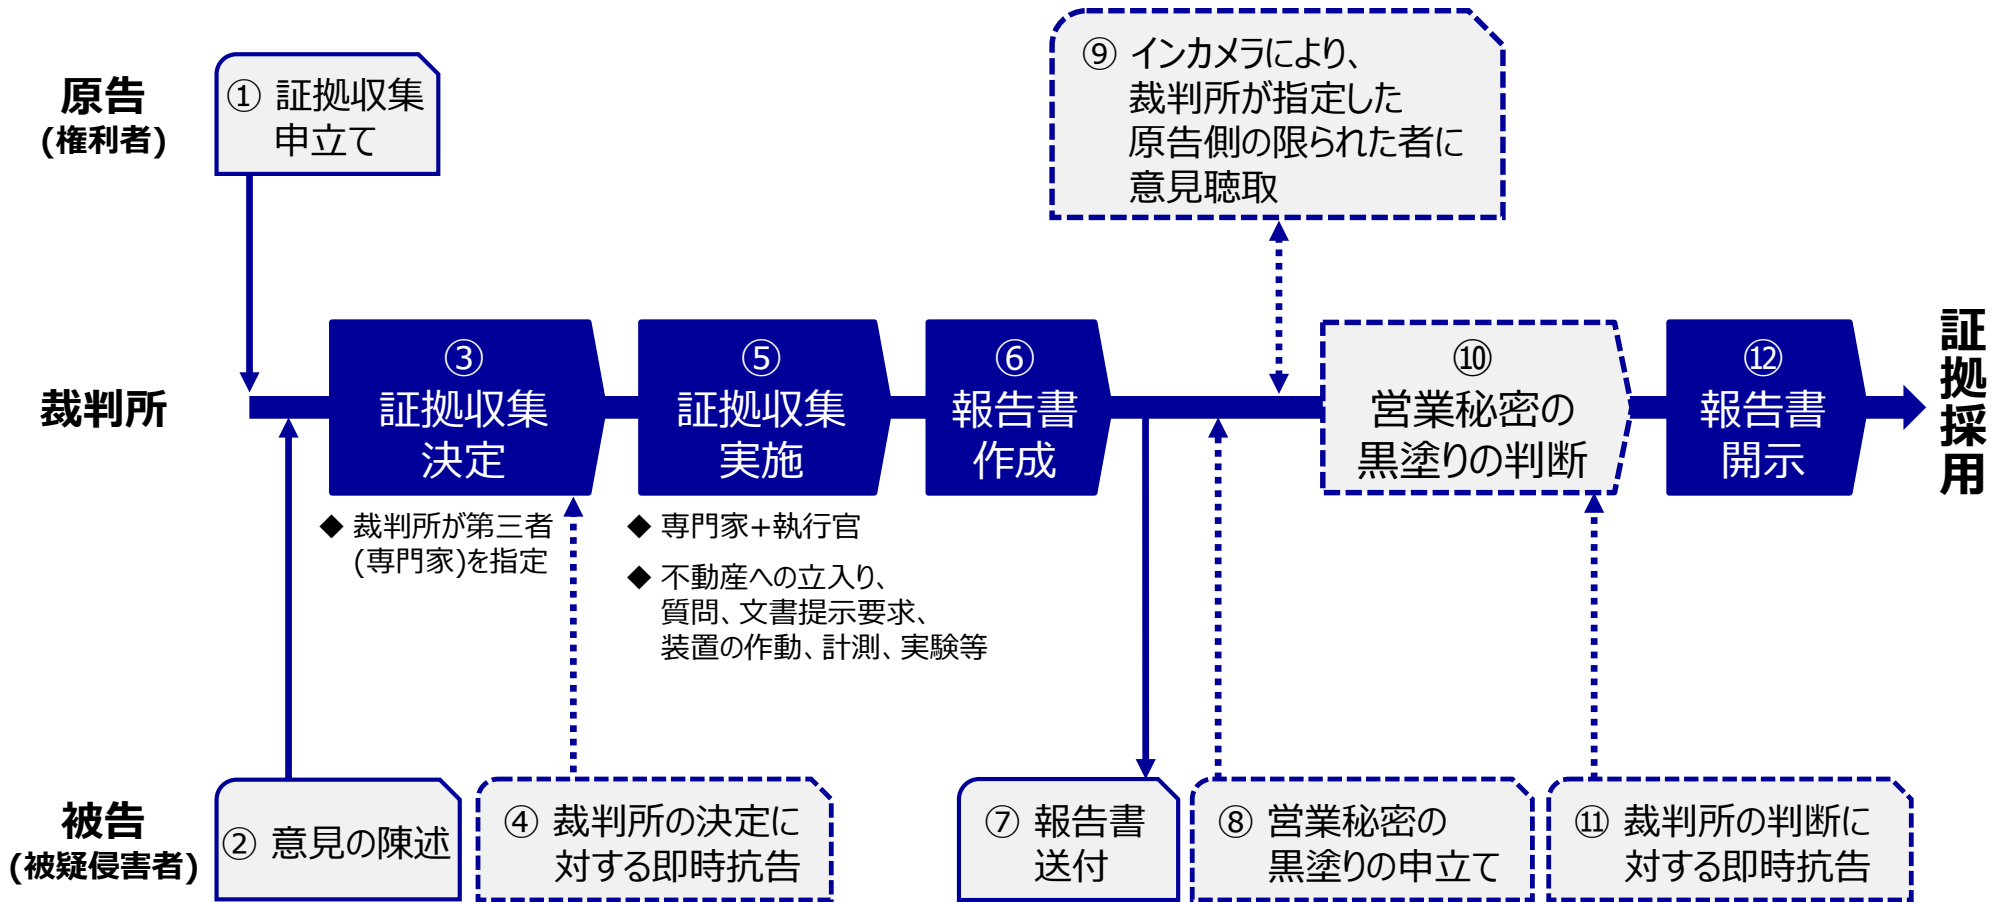 原告
(権利者)
① 証拠収集
申立て
⑨ インカメラにより、
裁判所が指定した
原告側の限られた者に
意見聴取
裁判所
③
証拠収集
決定
⑤
証拠収集
実施
⑥
報告書
作成
⑩
営業秘密の
黒塗りの判断
⑫
報告書
開示
証拠採用
◆ 裁判所が第三者
(専門家)を指定
◆ 専門家+執行官
◆ 不動産への立入り、
質問、文書提示要求、
装置の作動、計測、実験等
被告
(被疑侵害者)
② 意見の陳述
④ 裁判所の決定に
対する即時抗告
⑦ 報告書
送付
⑧ 営業秘密の
黒塗りの申立て
⑪ 裁判所の判断に
対する即時抗告